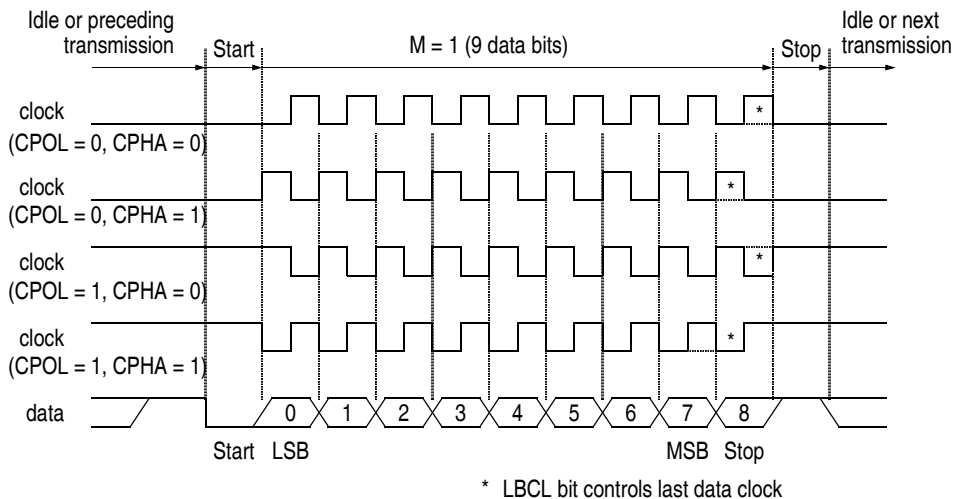 Idle or preceding
transmission
Start
M = 1 (9 data bits)
Stop
Idle or next
transmission
clock
(CPOL = 0, CPHA = 0)
*
clock
(CPOL = 0, CPHA = 1)
*
clock
(CPOL = 1, CPHA = 0)
*
clock
(CPOL = 1, CPHA = 1)
*
data
0 1 2 3 4 5 6 7 8
Start LSB MSB Stop
* LBCL bit controls last data clock